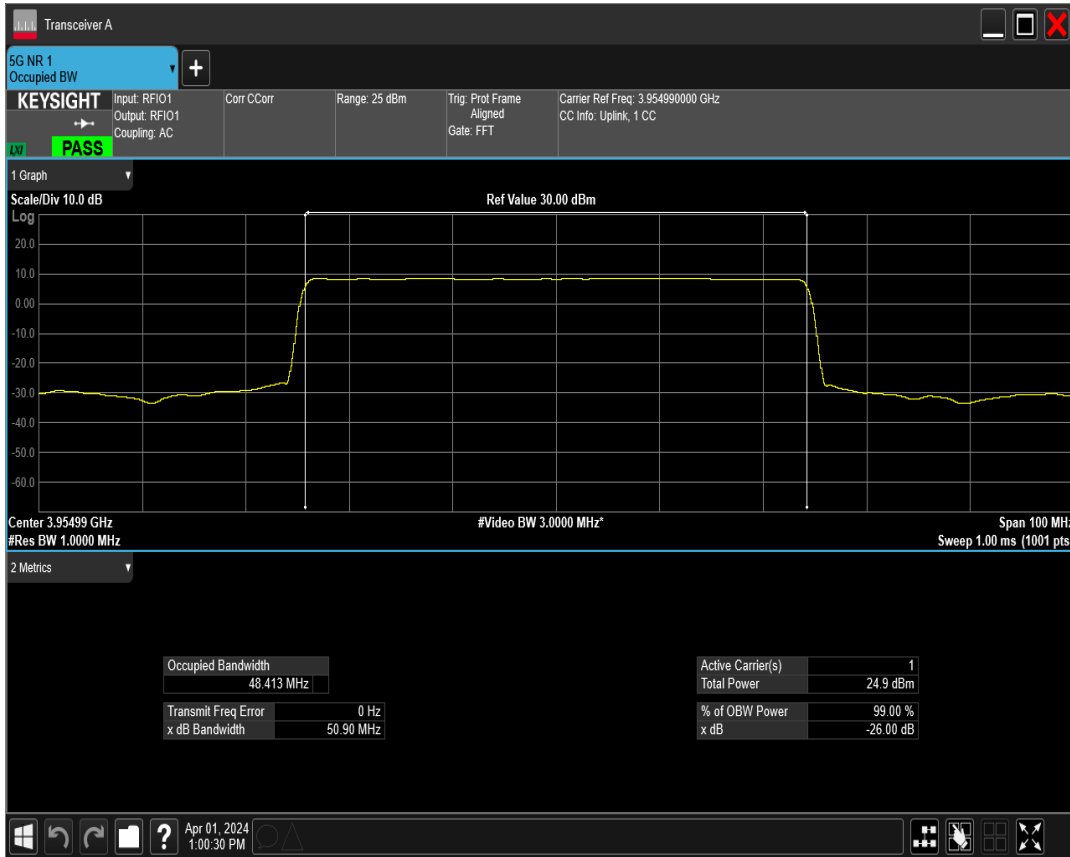 Transceiver A
5G NR 1
Occupied BW
KEYSIGHT
LXI
PASS
Input: RFIO1
Output: RFIO1
Coupling: AC
Corr CCorr
Range: 25 dBm
Trig: Prot Frame
Aligned
Gate: FFT
Carrier Ref Freq: 3.954990000 GHz
CC Info: Uplink, 1 CC
1 Graph
Scale/Div 10.0 dB
Ref Value 30.00 dBm
Log
20.0
10.0
0.00
-10.0
-20.0
-30.0
-40.0
-50.0
-60.0
Center 3.95499 GHz
#Video BW 3.0000 MHz*
Span 100 MHz
#Res BW 1.0000 MHz
Sweep 1.00 ms (1001 pts
2 Metrics
Occupied Bandwidth
48.413 MHz
Transmit Freq Error 0 Hz
x dB Bandwidth 50.90 MHz
Active Carrier(s) 1
Total Power 24.9 dBm
% of OBW Power 99.00 %
x dB -26.00 dB
?
Apr 01, 2024
1:00:30 PM